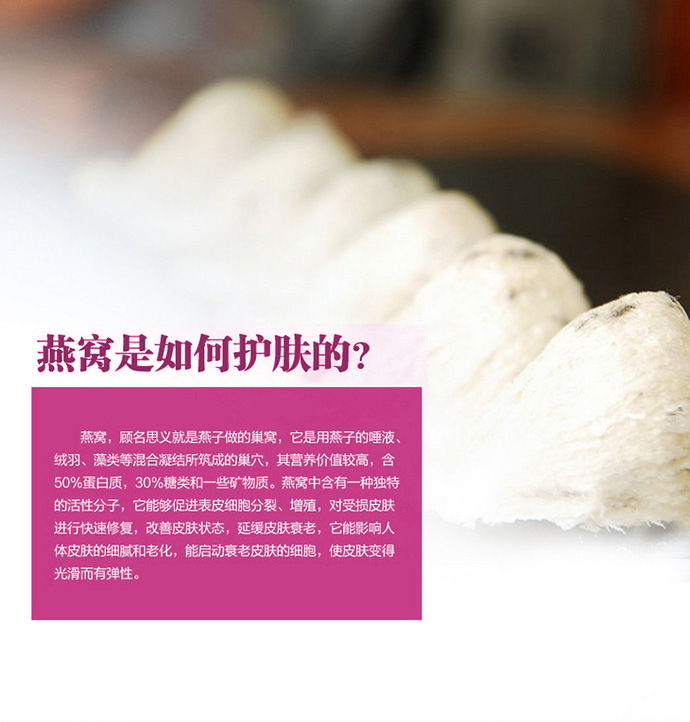 燕窝是如何护肤的?
燕窝，顾名思义就是燕子做的巢窝，它是用燕子的唾液、
绒羽、藻类等混合凝结所筑成的巢穴，其营养价值较高，含
50%蛋白质，30%糖类和一些矿物质。燕窝中含有一种独特
的活性分子，它能够促进表皮细胞分裂、增殖，对受损皮肤
进行快速修复，改善皮肤状态，延缓皮肤衰老，它能影响人
体皮肤的细腻和老化，能启动衰老皮肤的细胞，使皮肤变得
光滑而有弹性。